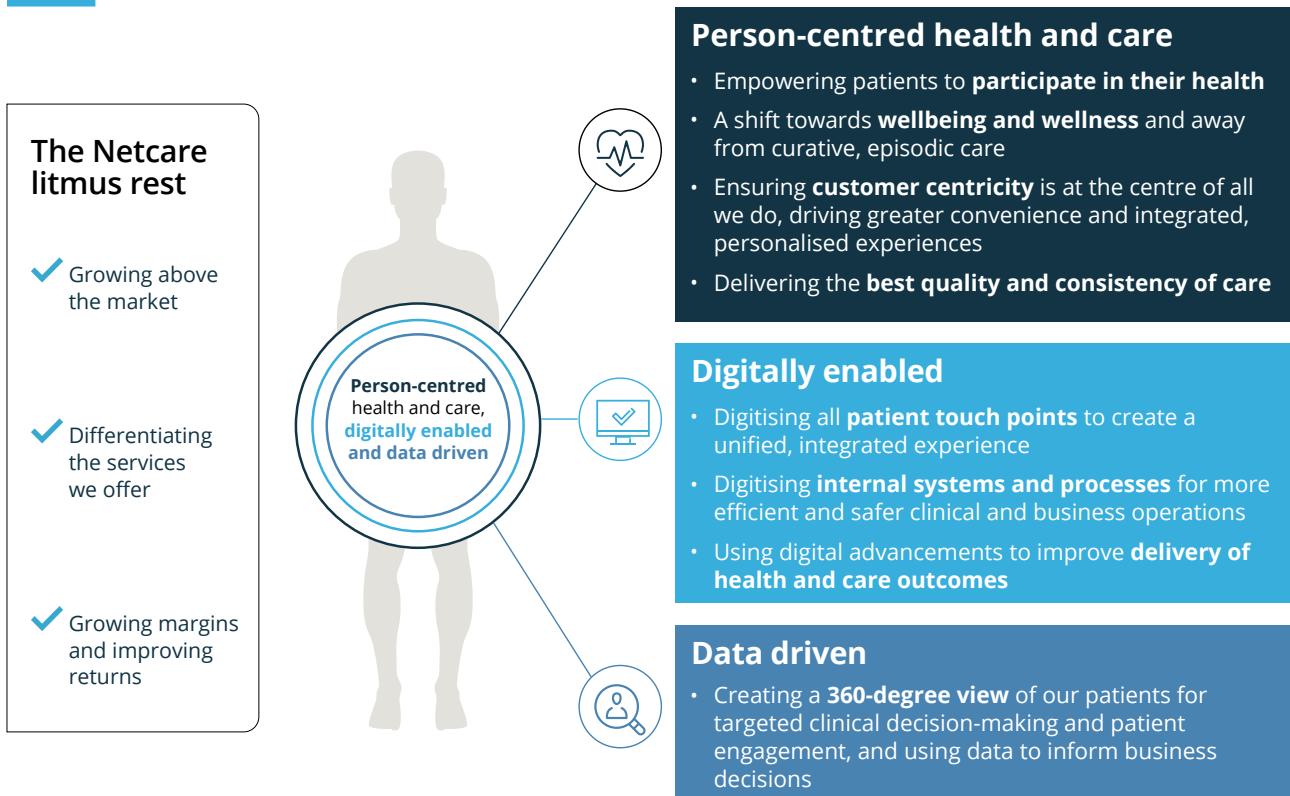 The Netcare
litmus rest
Growing above
the market
Differentiating
the services
we offer
Growing margins
and improving
returns
Person-centred
health and care,
digitally enabled
and data driven
Person-centred health and care
• Empowering patients to participate in their health
• A shift towards wellbeing and wellness and away
from curative, episodic care
• Ensuring customer centricity is at the centre of all
we do, driving greater convenience and integrated,
personalised experiences
• Delivering the best quality and consistency of care
Digitally enabled
• Digitising all patient touch points to create a
unified, integrated experience
• Digitising internal systems and processes for more
efficient and safer clinical and business operations
• Using digital advancements to improve delivery of
health and care outcomes
Data driven
• Creating a 360-degree view of our patients for
targeted clinical decision-making and patient
engagement, and using data to inform business
decisions